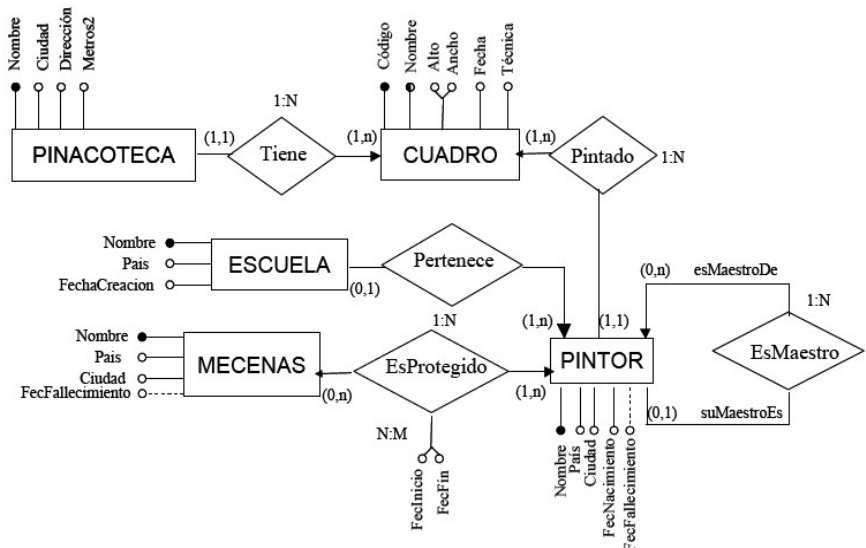 Nombre
Ciudad
Dirección
Metros2
Código
Nombre
Alto
Ancho
Fecha
Técnica
1:N
(1,1)
(1,n)
(1,n)
PINACOTECA
Tiene
CUADRO
Pintado
1:N
Nombre
Pais
FechaCreacion
ESCUELA
(0,1)
Pertenece
(0,n)
esMaestroDe
1:N
1:N
(1,n)
(1,1)
Nombre
Pais
Ciudad
FecFallecimiento
MECENAS
(0,n)
EsProtegido
(1,n)
PINTOR
EsMaestro
(0,1)
suMaestroEs
N:M
FecInicio
FecFin
Nombre
País
Ciudad
FecNacimiento
FecFallecimiento